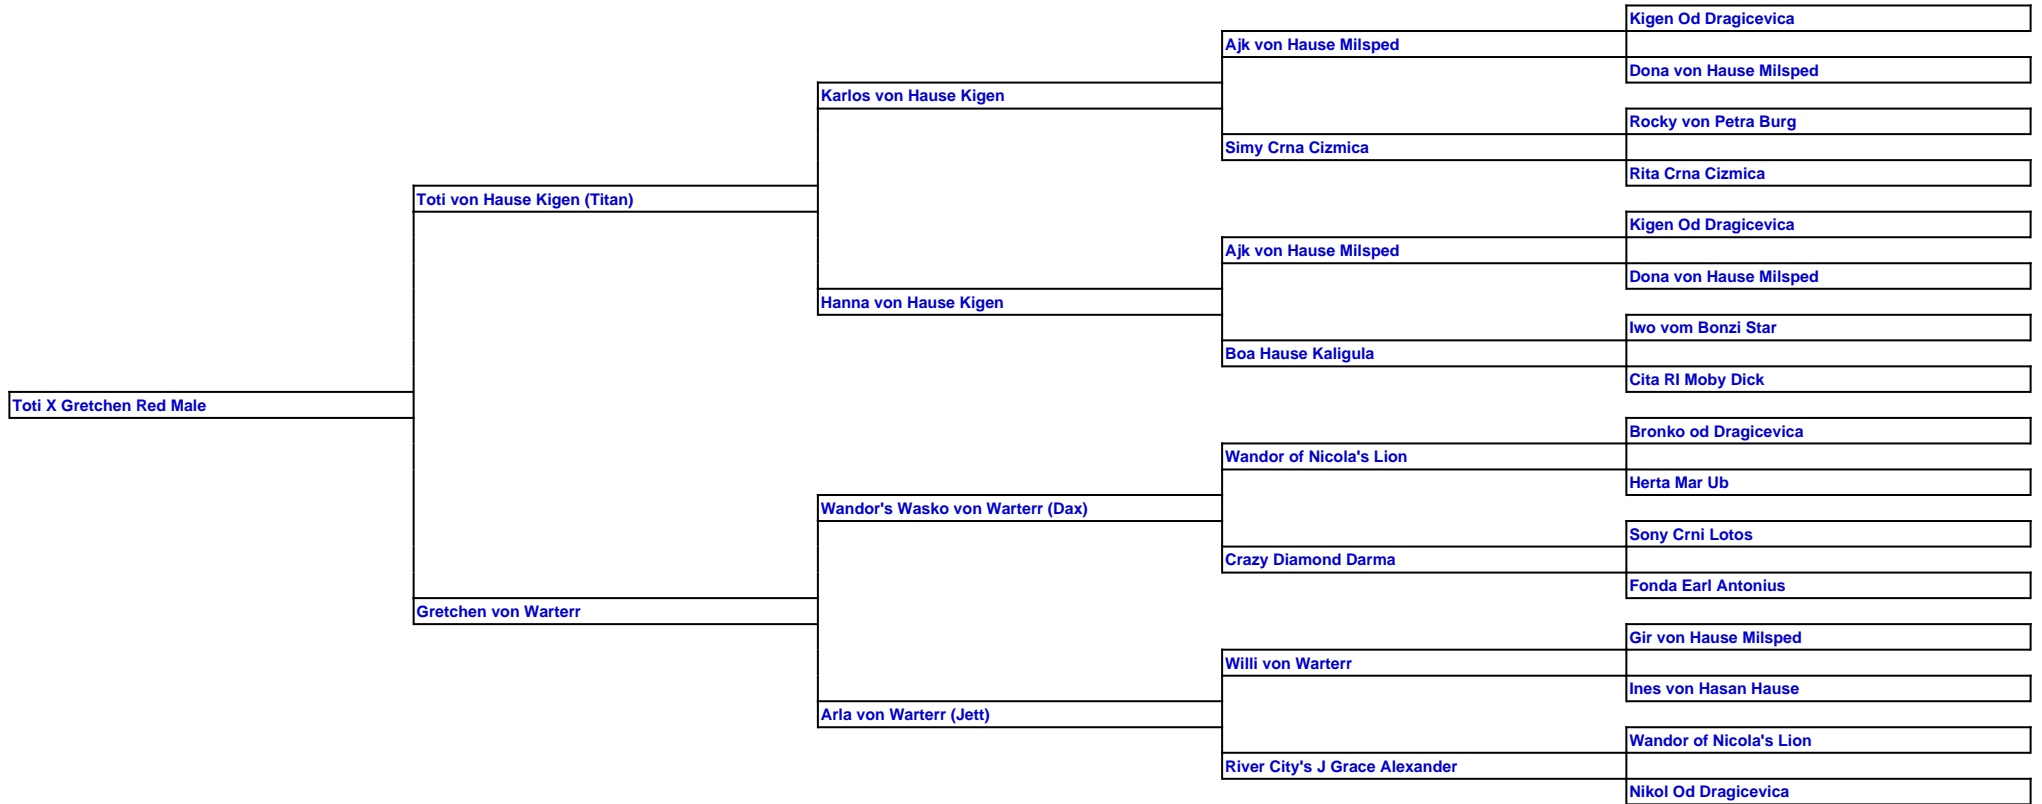 Kigen Od Dragicevica
Ajk von Hause Milsped
Dona von Hause Milsped
Karlos von Hause Kigen
Rocky von Petra Burg
Simy Crna Cizmica
Rita Crna Cizmica
Toti von Hause Kigen (Titan)
Kigen Od Dragicevica
Ajk von Hause Milsped
Dona von Hause Milsped
Hanna von Hause Kigen
Iwo vom Bonzi Star
Boa Hause Kaligula
Cita RI Moby Dick
Toti X Gretchen Red Male
Bronko od Dragicevica
Wandor of Nicola's Lion
Herta Mar Ub
Wandor's Wasko von Warterr (Dax)
Sony Crni Lotos
Crazy Diamond Darma
Fonda Earl Antonius
Gretchen von Warterr
Gir von Hause Milsped
Willi von Warterr
Ines von Hasan Hause
Arla von Warterr (Jett)
Wandor of Nicola's Lion
River City's J Grace Alexander
Nikol Od Dragicevica